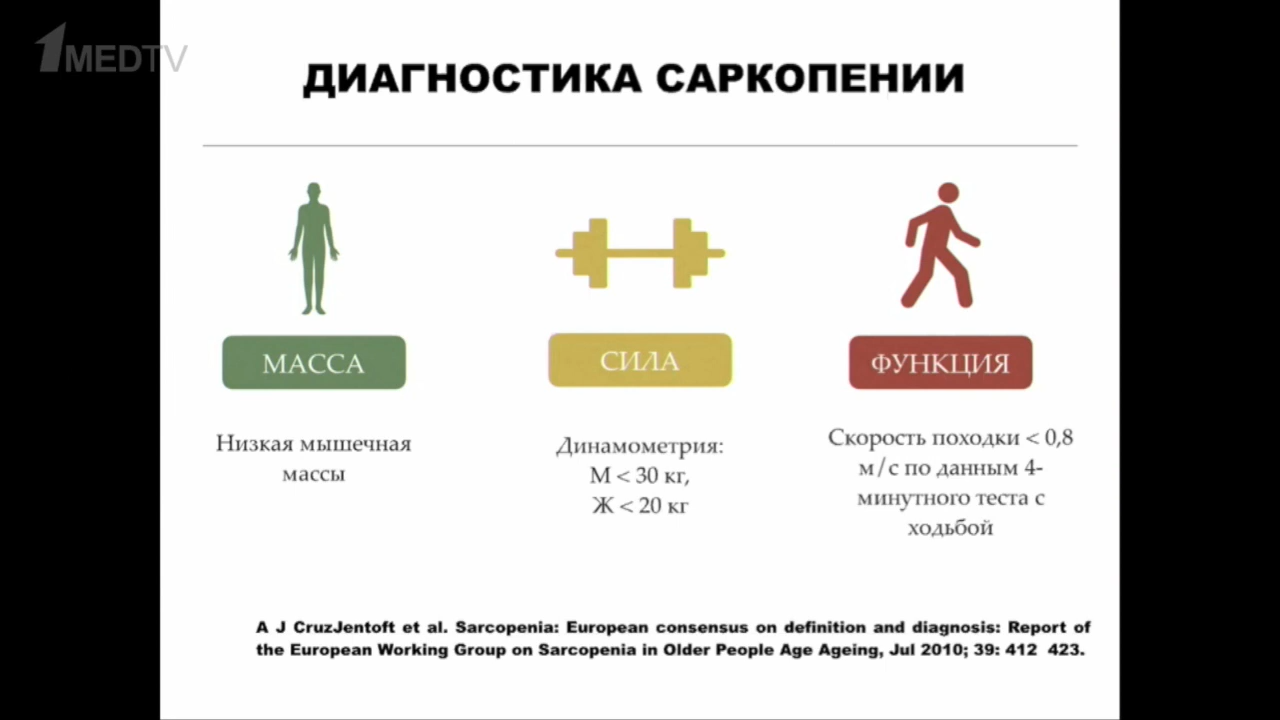 1MEDTV
ДИАГНОСТИКА САРКОПЕНИИ
МАССА
Низкая мышечная
массы
СИЛА
Динамометрия:
М < 30 кг,
Ж < 20 кг
ФУНКЦИЯ
Скорость походки < 0,8
м/с по данным 4-
минутного теста с
ходьбой
A J CruzJentoft et al. Sarcopenia: European consensus on definition and diagnosis: Report of
the European Working Group on Sarcopenia in Older People Age Ageing, Jul 2010; 39: 412 423.